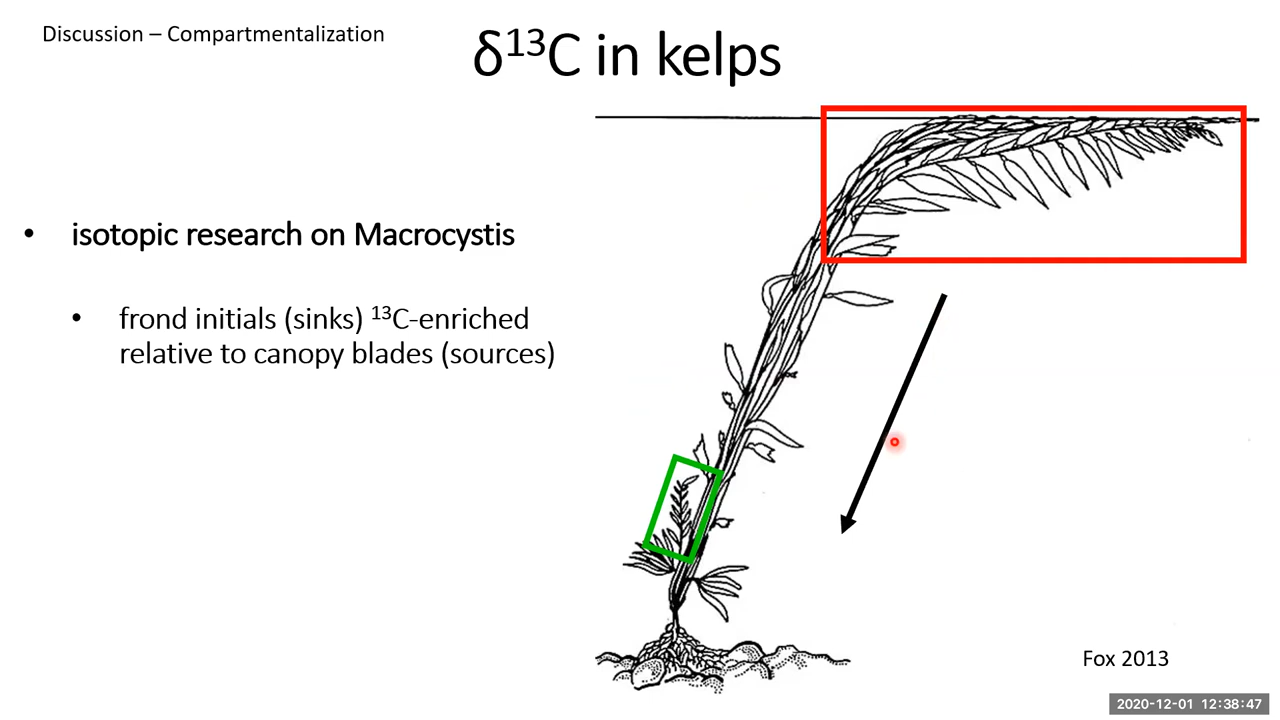 Discussion – Compartmentalization
δ¹³C in kelps
• isotopic research on Macrocystis
• frond initials (sinks) ¹³C-enriched
relative to canopy blades (sources)
Fox 2013
2020-12-01 12:38:47